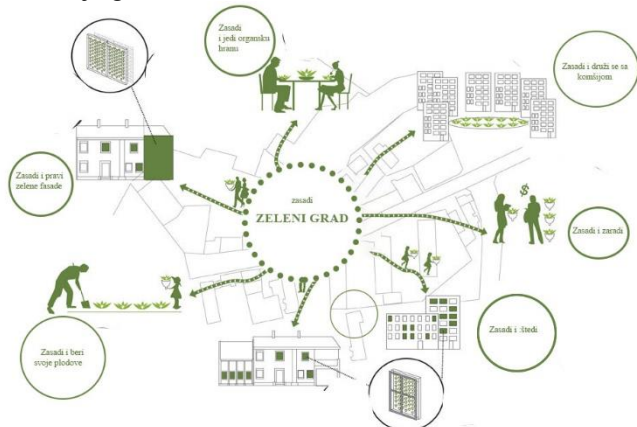 Zasadi
i jedi organsku
hranu
Zasadi i druži se sa
komšijom
Zasadi i pravi
zelene fasade
zasadi
ZELENI GRAD
$
Zasadi i zaradi
Zasadi i beri
svoje plodove
Zasadi i štedi